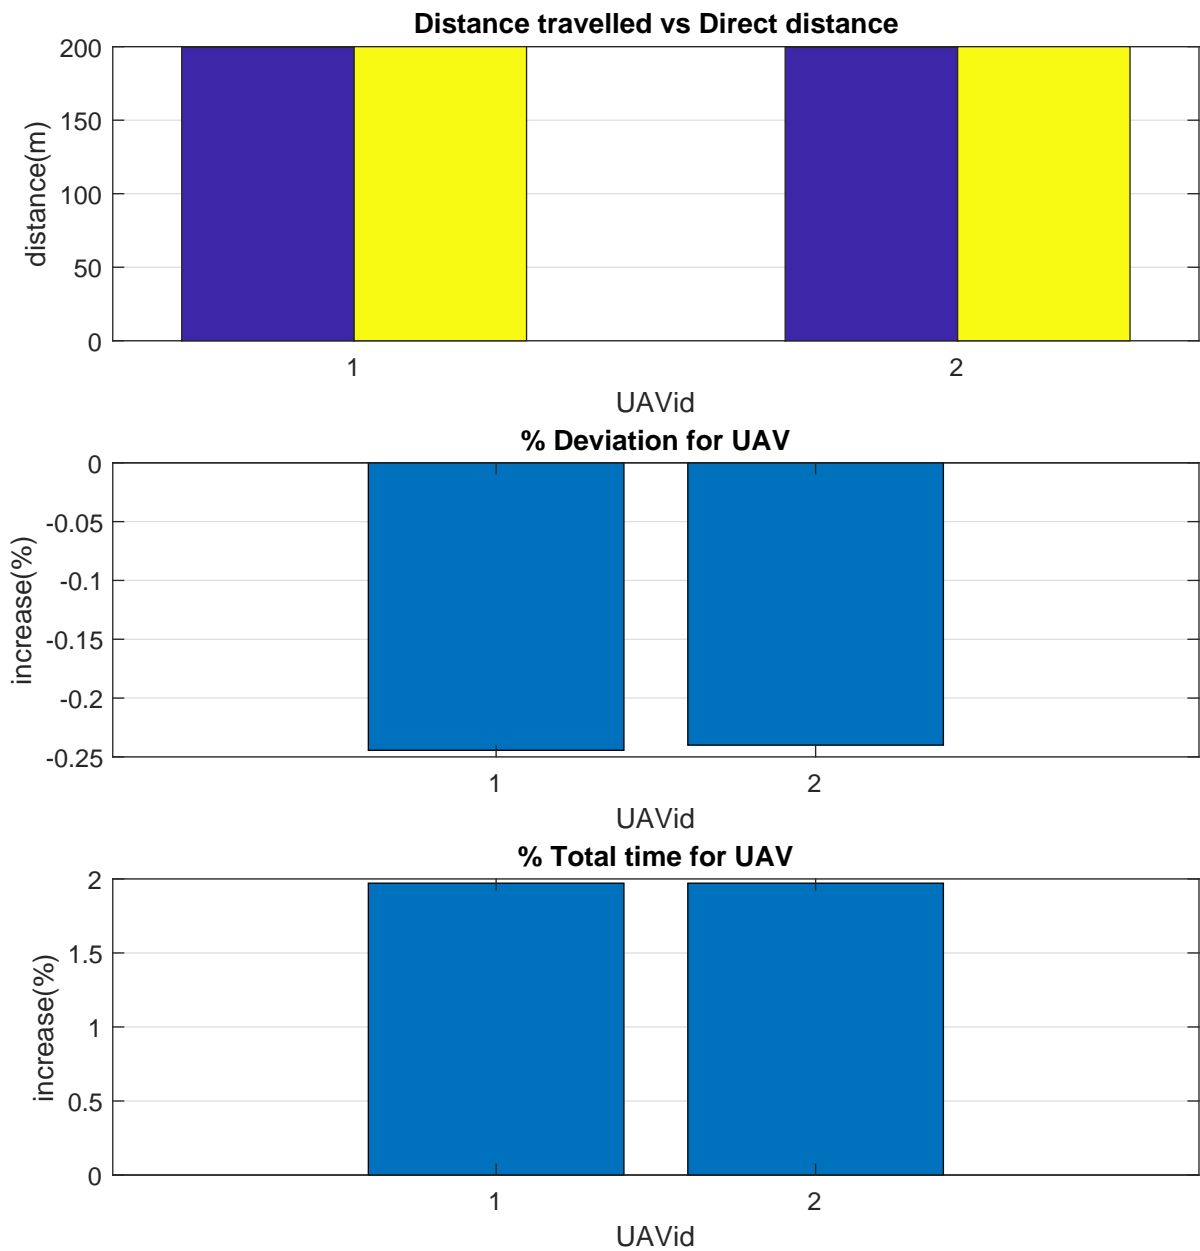 Distance travelled vs Direct distance
200
150
100
50
0
distance(m)
1
2
UAVid
% Deviation for UAV
0
-0.05
-0.1
-0.15
-0.2
-0.25
increase(%)
1
2
UAVid
% Total time for UAV
2
1.5
1
0.5
0
increase(%)
1
2
UAVid